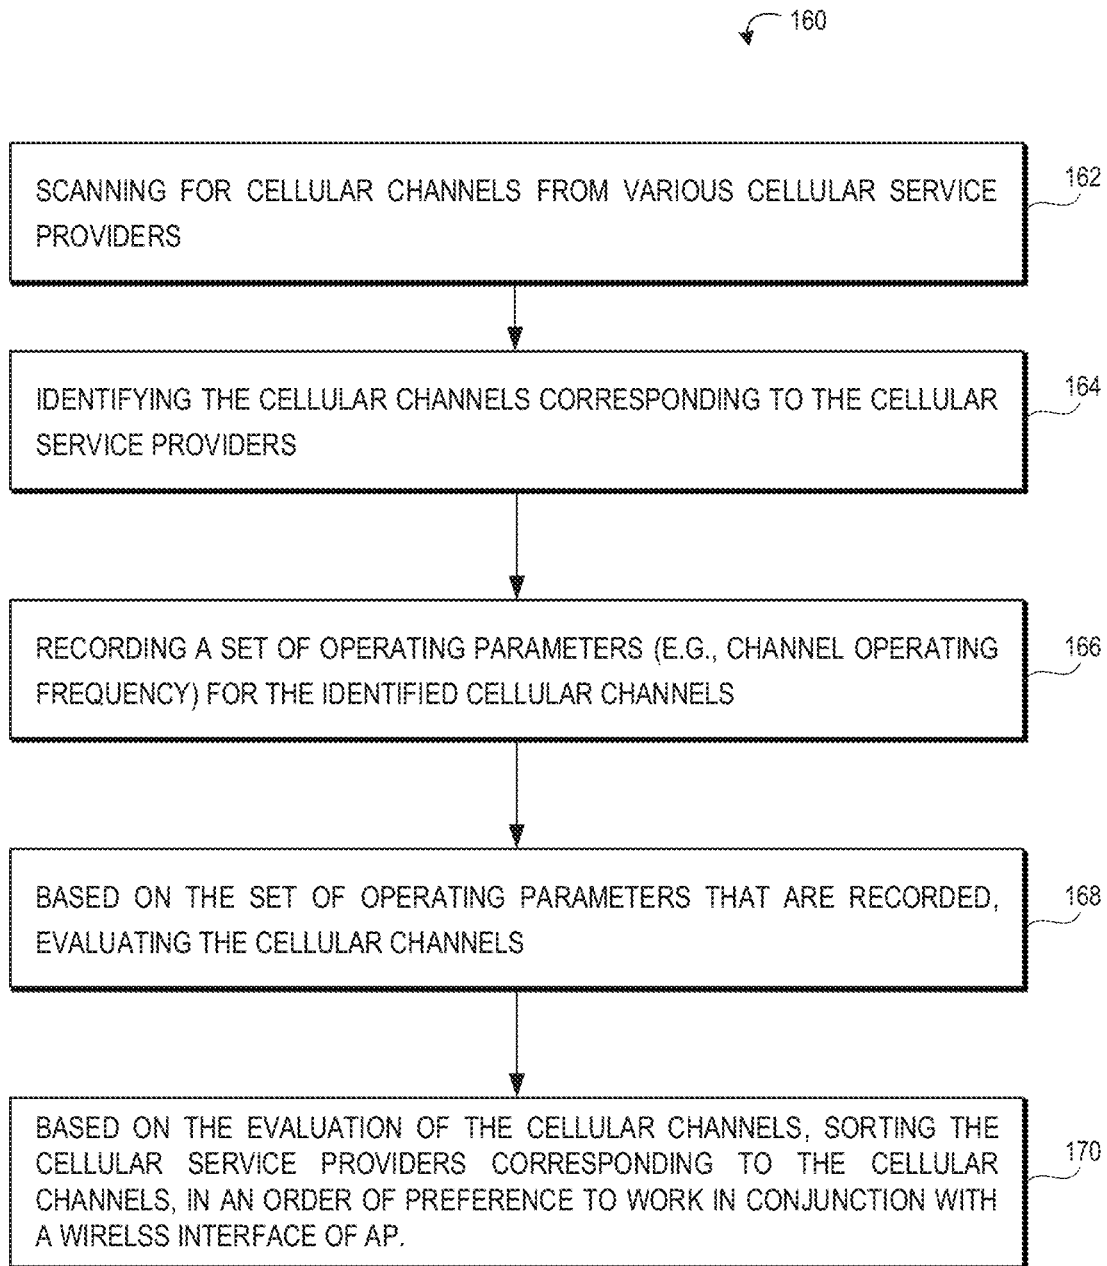 160
SCANNING FOR CELLULAR CHANNELS FROM VARIOUS CELLULAR SERVICE
PROVIDERS
162
IDENTIFYING THE CELLULAR CHANNELS CORRESPONDING TO THE CELLULAR
SERVICE PROVIDERS
164
RECORDING A SET OF OPERATING PARAMETERS (E.G., CHANNEL OPERATING
FREQUENCY) FOR THE IDENTIFIED CELLULAR CHANNELS
166
BASED ON THE SET OF OPERATING PARAMETERS THAT ARE RECORDED,
EVALUATING THE CELLULAR CHANNELS
168
BASED ON THE EVALUATION OF THE CELLULAR CHANNELS, SORTING THE
CELLULAR SERVICE PROVIDERS CORRESPONDING TO THE CELLULAR
CHANNELS, IN AN ORDER OF PREFERENCE TO WORK IN CONJUNCTION WITH
A WIRELSS INTERFACE OF AP.
170